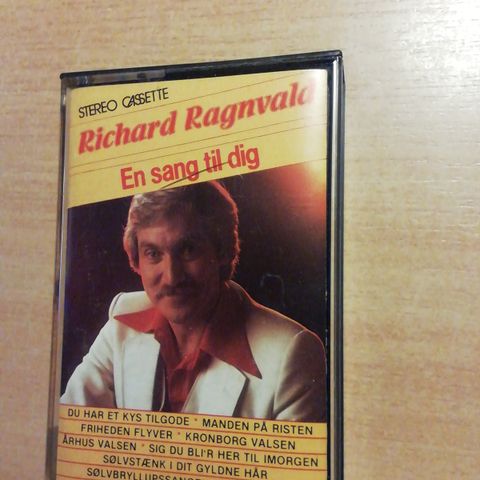 STEREO CASSETTE
Richard Ragnvald
En sang til dig
DU HAR ET KYS TILGODE * MANDEN PÅ RISTEN
FRIHEDEN FLYVER * KRONBORG VALSEN
ÅRHUS VALSEN * SIG DU BLI'R HER TIL IMORGEN
SØLVSTÆNK I DIT GYLDNE HÅR